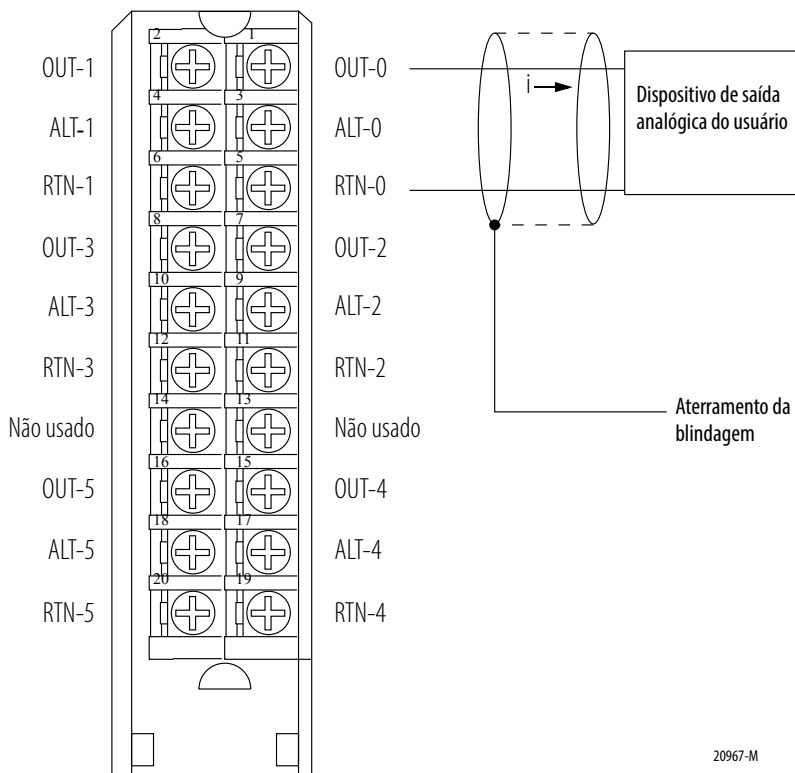 2 1
OUT-1 OUT-0
i
Dispositivo de saída
analógica do usuário
4 3
ALT-1 ALT-0
6 5
RTN-1 RTN-0
8 7
OUT-3 OUT-2
10 9
ALT-3 ALT-2
12 11
RTN-3 RTN-2
14 13
Não usado Não usado
Aterramento da
blindagem
16 15
OUT-5 OUT-4
18 17
ALT-5 ALT-4
20 19
RTN-5 RTN-4
20967-M